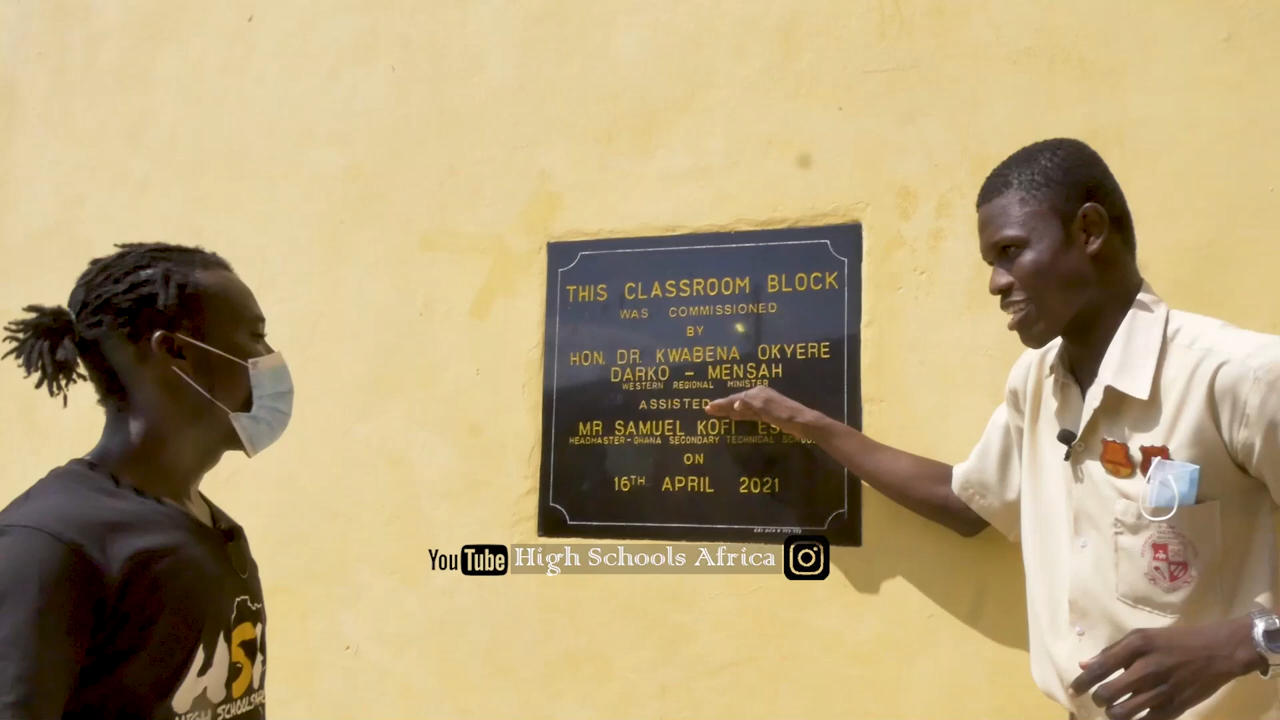 THIS CLASSROOM BLOCK
WAS COMMISSIONED
BY
HON. DR. KWABENA OKYERE
DARKO - MENSAH
WESTERN REGIONAL MINISTER
ASSISTED
MR SAMUEL KOFI
HEADMASTER-GHANA SECONDARY TECHNICAL
ON
16TH APRIL 2021
YouTube High Schools Africa